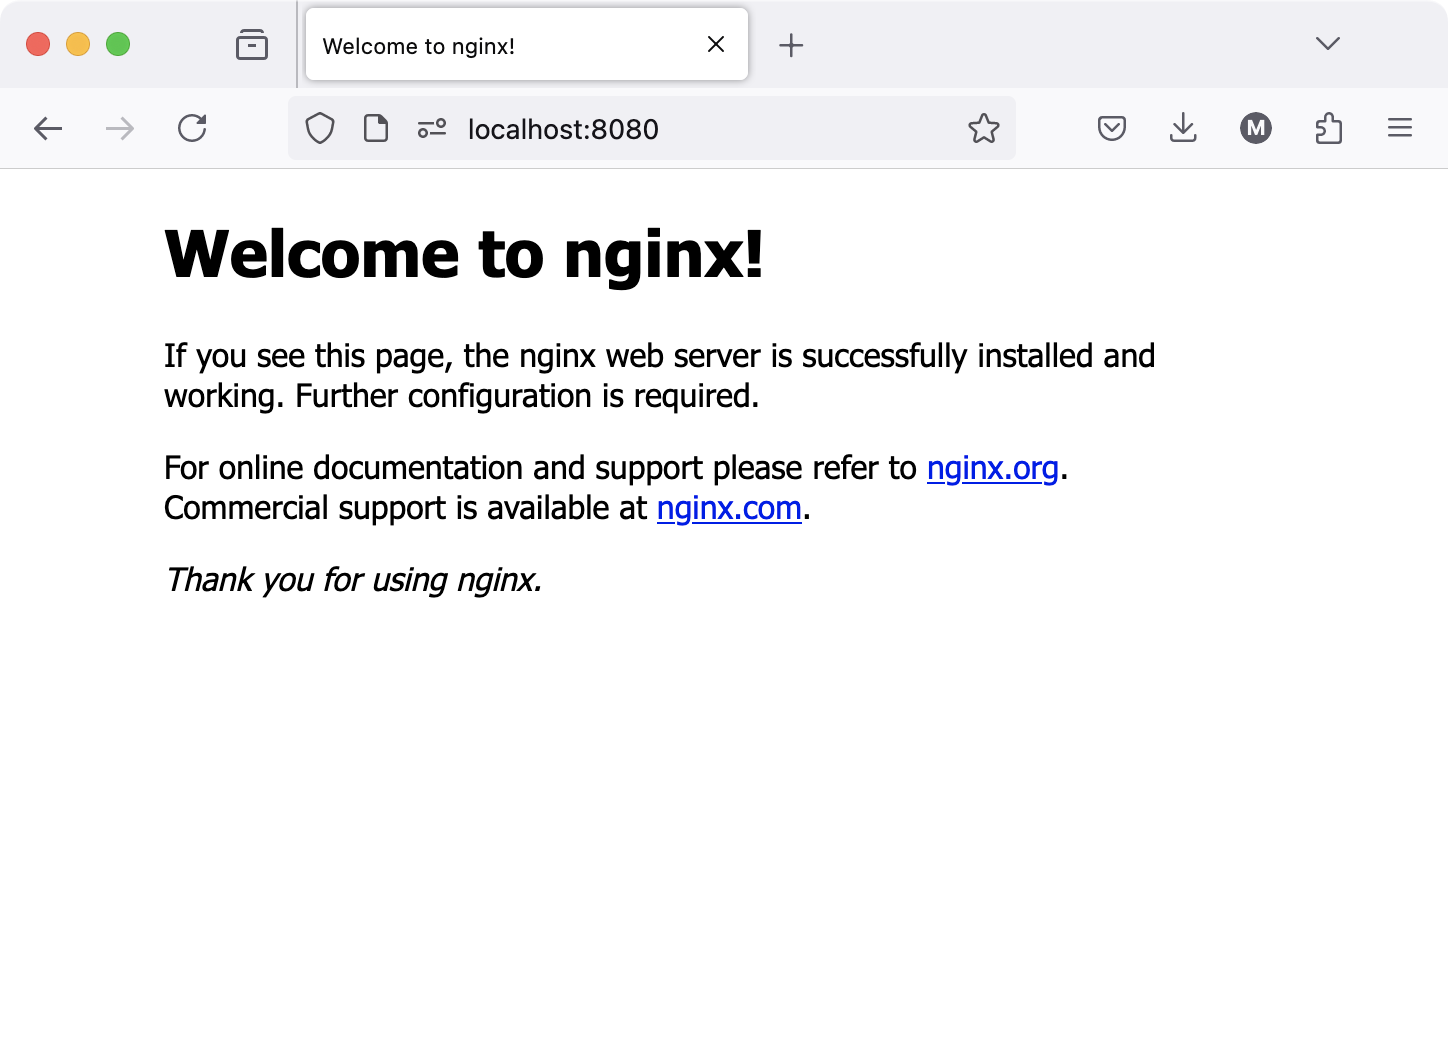 Welcome to nginx!
localhost:8080
M
Welcome to nginx!
If you see this page, the nginx web server is successfully installed and
working. Further configuration is required.
For online documentation and support please refer to nginx.org.
Commercial support is available at nginx.com.
Thank you for using nginx.